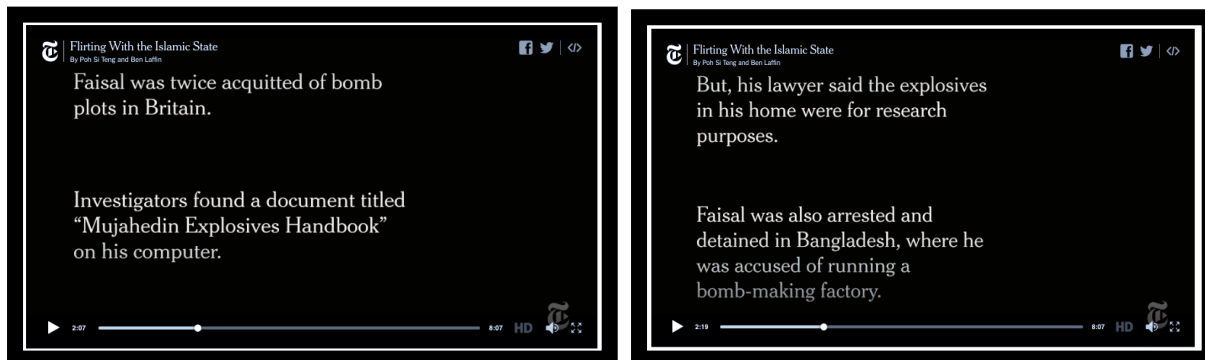 Flirting With the Islamic State
By Poh Si Teng and Ben Laffin
Faisal was twice acquitted of bomb
plots in Britain.
Investigators found a document titled
“Mujahedin Explosives Handbook”
on his computer.
2:07
8:07
HD
Flirting With the Islamic State
By Poh Si Teng and Ben Laffin
But, his lawyer said the explosives
in his home were for research
purposes.
Faisal was also arrested and
detained in Bangladesh, where he
was accused of running a
bomb-making factory.
2:19
8:07
HD